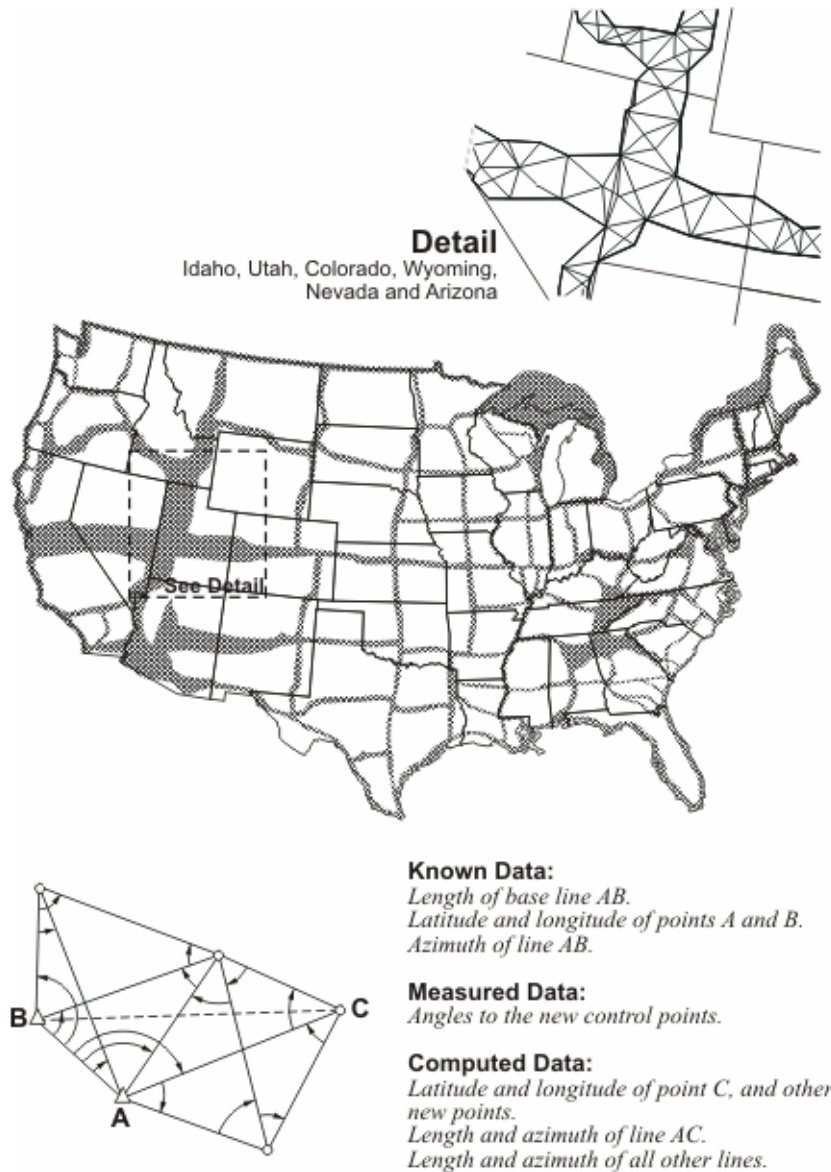 Detail
Idaho, Utah, Colorado, Wyoming,
Nevada and Arizona
See Detail
Known Data:
Length of base line AB.
Latitude and longitude of points A and B.
Azimuth of line AB.
Measured Data:
Angles to the new control points.
Computed Data:
Latitude and longitude of point C, and other
new points.
Length and azimuth of line AC.
Length and azimuth of all other lines.
B
C
A